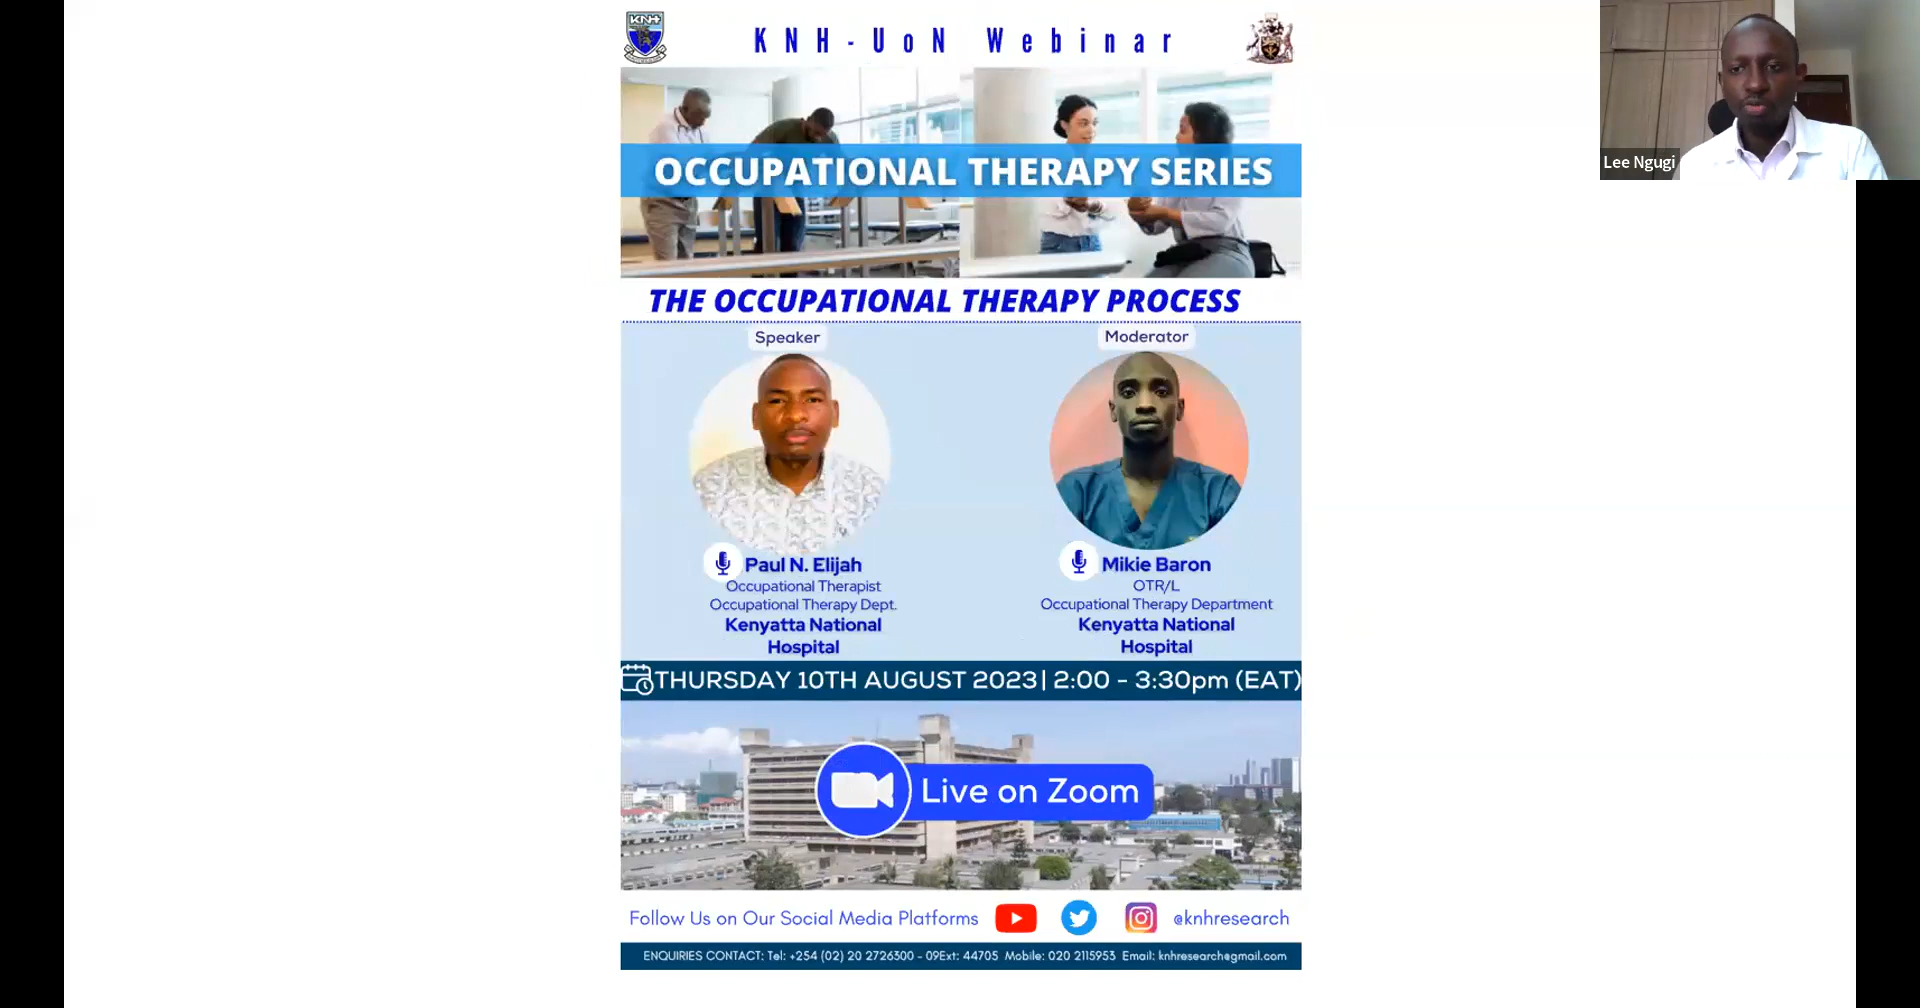 KNH
KNH-UoN Webinar
OCCUPATIONAL THERAPY SERIES
THE OCCUPATIONAL THERAPY PROCESS
Speaker
Paul N. Elijah
Occupational Therapist
Occupational Therapy Dept.
Kenyatta National
Hospital
Moderator
Mikie Baron
OTR/L
Occupational Therapy Department
Kenyatta National
Hospital
THURSDAY 10TH AUGUST 2023| 2:00 - 3:30pm (EAT)
Live on Zoom
Follow Us on Our Social Media Platforms @knhresearch
ENQUIRIES CONTACT: Tel: +254 (02) 20 2726300 - 09Ext: 44705 Mobile: 020 2115953 Email: knhresearch@gmail.com
Lee Ngugi